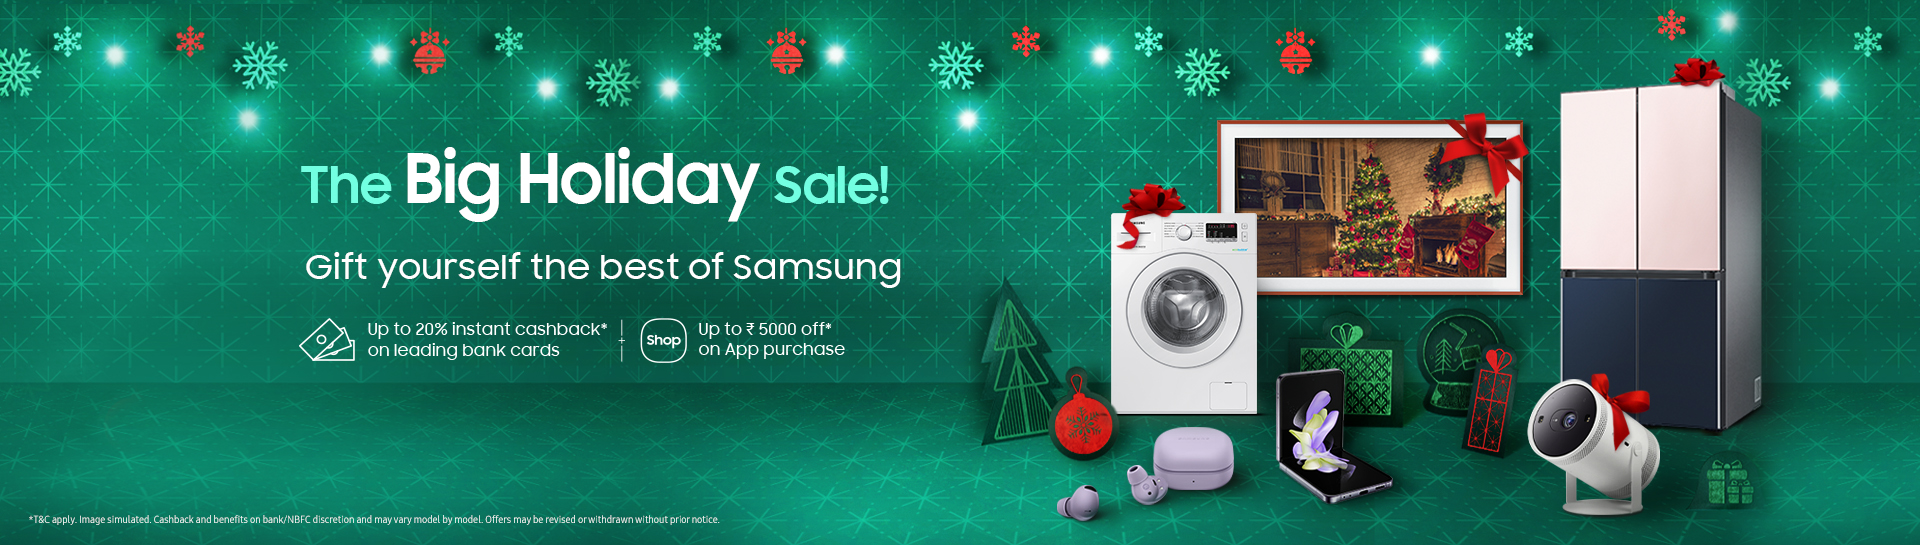 The Big Holiday Sale!
Gift yourself the best of Samsung
Up to 20% instant cashback*
on leading bank cards
+
Shop
Up to ₹ 5000 off*
on App purchase
*T&C apply. Image simulated. Cashback and benefits on bank/NBFC discretion and may vary model by model. Offers may be revised or withdrawn without prior notice.